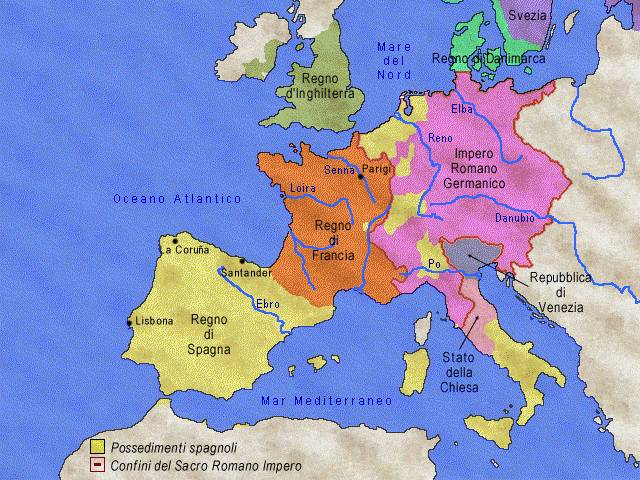 Svezia
Mare
del
Nord
Regno di Danimarca
Regno
d'Inghilterra
Elba
Reno
Impero
Romano
Germanico
Senna
Parigi
Loira
Oceano Atlantico
Danubio
Regno
di
Francia
La Coruña
Santander
Po
Repubblica
di
Venezia
Ebro
Lisbona
Regno
di
Spagna
Stato
della
Chiesa
Mar Mediterraneo
Possedimenti spagnoli
Confini del Sacro Romano Impero